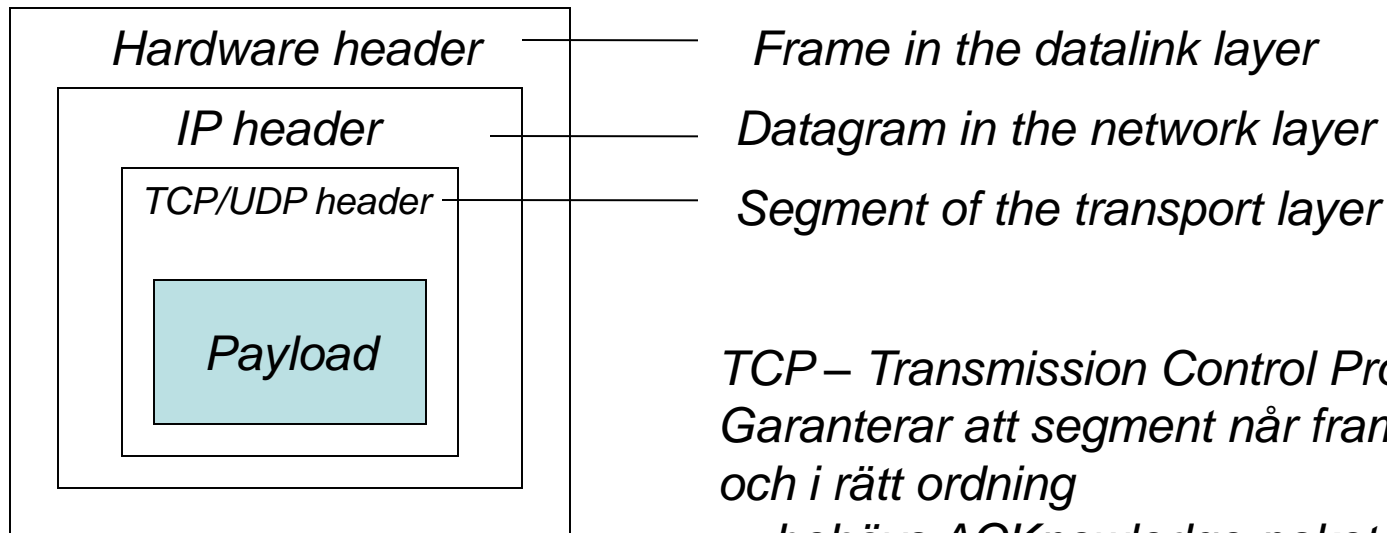 Hardware header
Frame in the datalink layer
IP header
Datagram in the network layer
TCP/UDP header
Segment of the transport layer
Payload
TCP – Transmission Control
Garanterar att segment når
och i rätt ordning